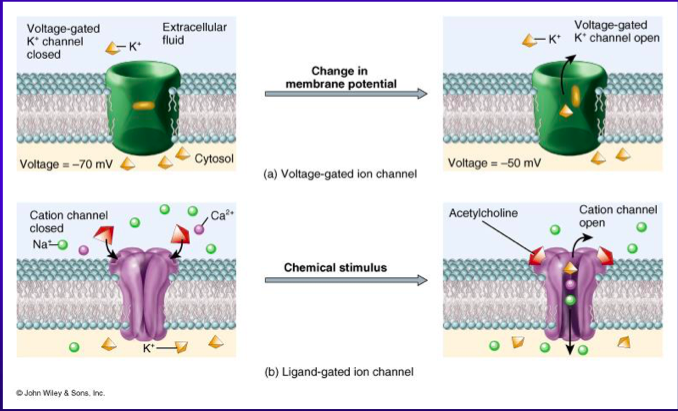 Voltage-gated
K⁺ channel
closed
K⁺
Extracellular
fluid
Voltage = –70 mV
Cytosol
Change in
membrane potential
Voltage-gated
K⁺ channel open
K⁺
Voltage = –50 mV
(a) Voltage-gated ion channel
Cation channel
closed
Na⁺
Ca²⁺
K⁺
Chemical stimulus
Acetylcholine
Cation channel
open
(b) Ligand-gated ion channel
© John Wiley & Sons, Inc.